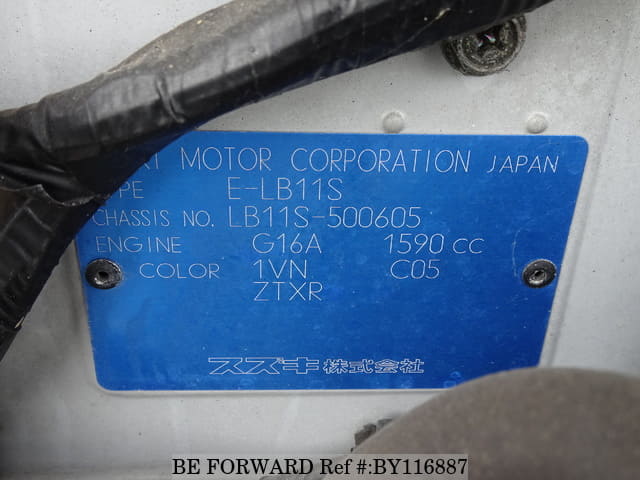 MOTOR CORPORATION JAPAN
E-LB11S
CHASSIS NO. LB11S-500605
ENGINE G16A 1590 cc
COLOR 1VN C05
ZTXR
スズキ株式会社
BE FORWARD Ref #:BY116887